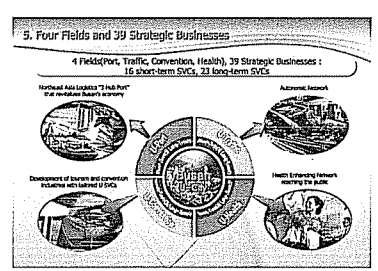 5. Four Fields and 39 Strategic Businesses
4 Fields(Port, Traffic, Convention, Health), 39 Strategic Businesses :
16 short-term SVCs, 23 long-term SVCs
Northeast Asia Logistics "3 Hub Port"
that revitalizes Busan's economy
Autonomic Network
Busan
Development of tourism and convention
industries with tailored U SVCs
Health Enhancing Network
reaching the public